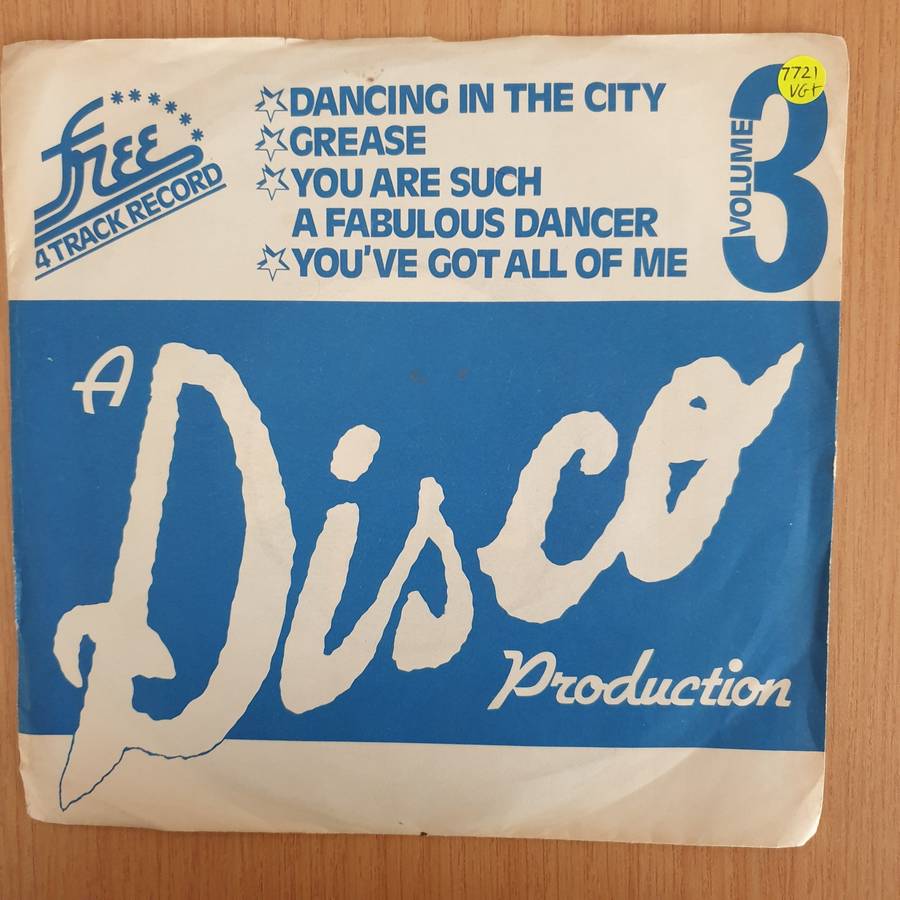 free
4 TRACK RECORD
DANCING IN THE CITY
GREASE
YOU ARE SUCH
A FABULOUS DANCER
YOU'VE GOT ALL OF ME
VOLUME 3
7721
VG+
A Disco
Production